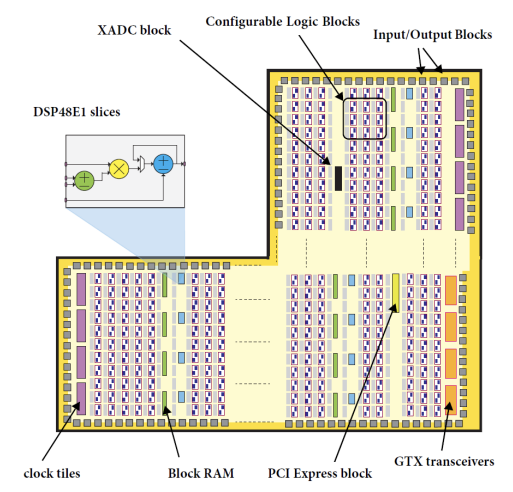 Configurable Logic Blocks
XADC block
Input/Output Blocks
DSP48E1 slices
clock tiles
Block RAM
PCI Express block
GTX transceivers